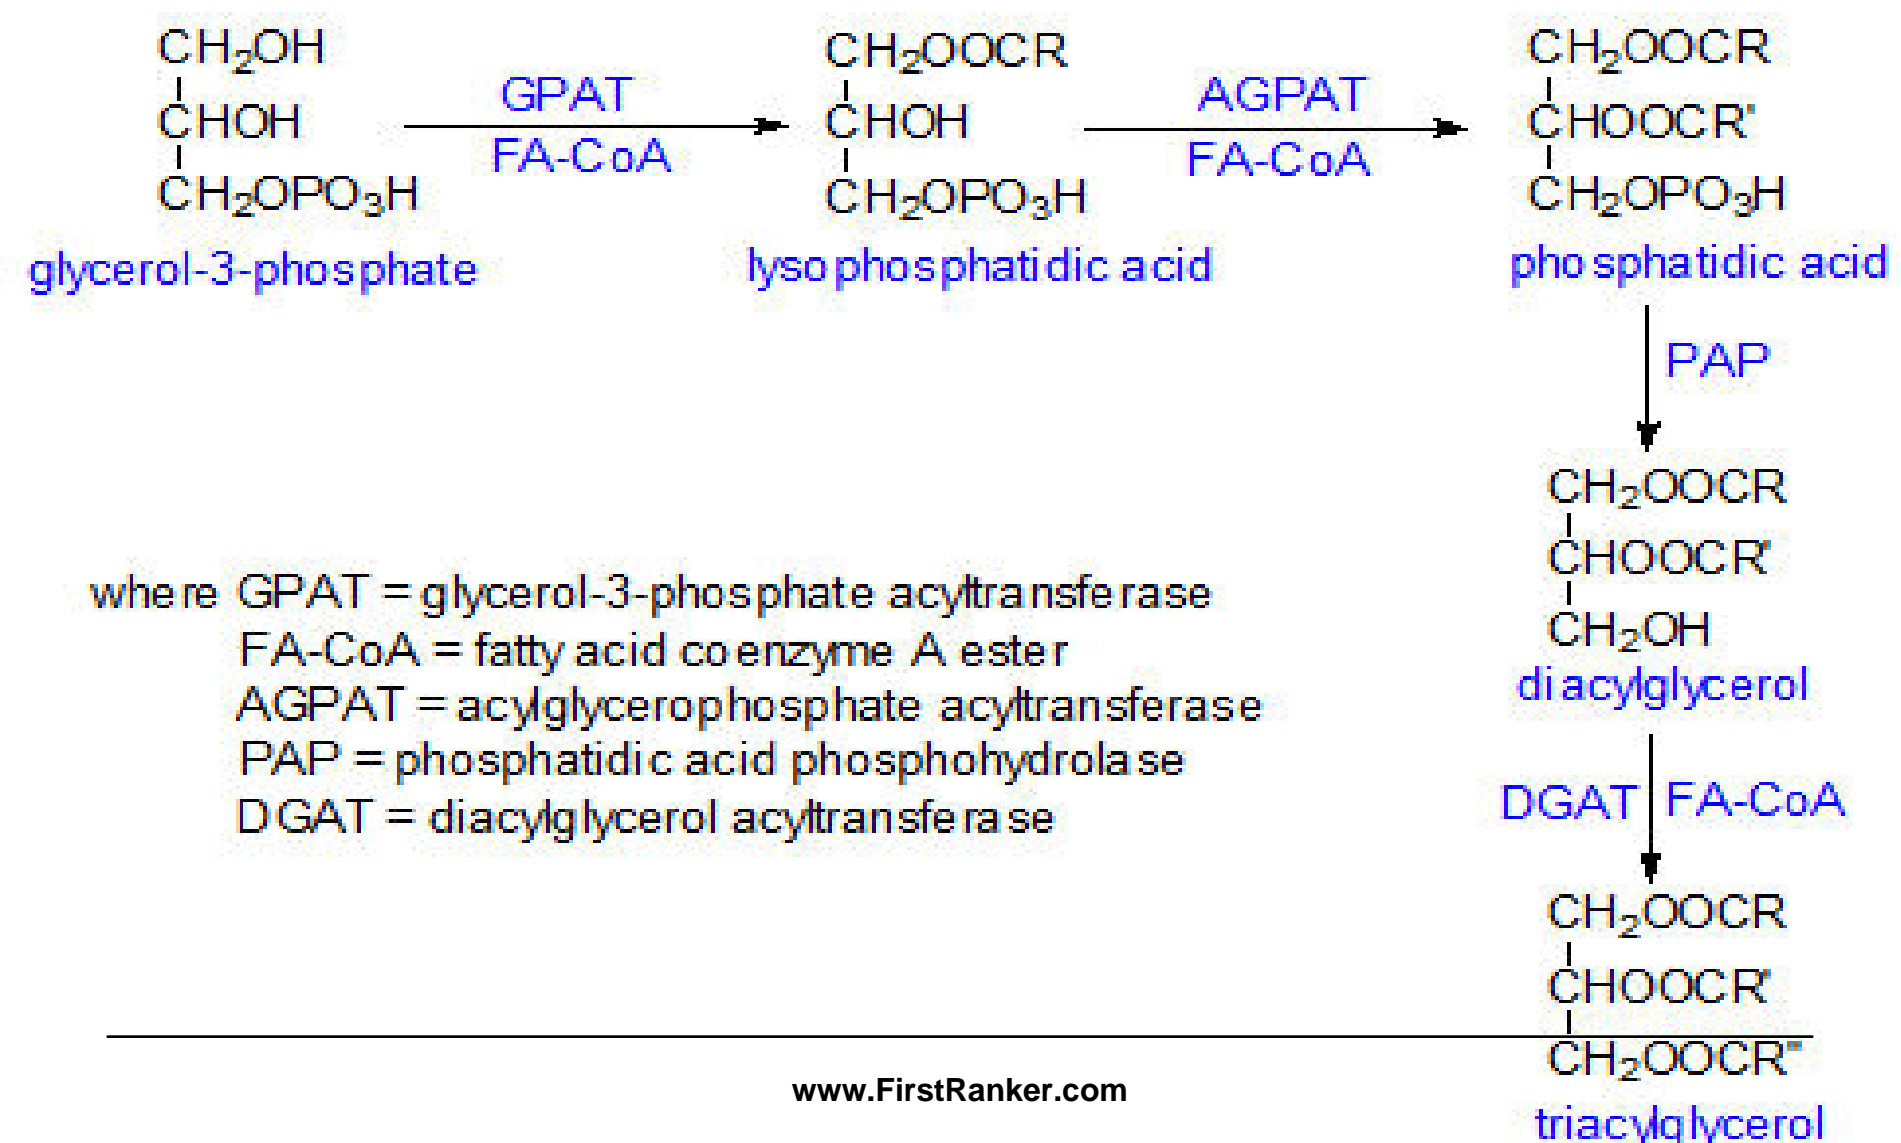 CH₂OH
CHOH
CH₂OPO₃H
glycerol-3-phosphate
GPAT
FA-CoA
CH₂OOCR
CHOH
CH₂OPO₃H
lysophosphatidic acid
AGPAT
FA-CoA
CH₂OOCR
CHOOCR'
CH₂OPO₃H
phosphatidic acid
PAP
CH₂OOCR
CHOOCR'
CH₂OH
diacylglycerol
DGAT FA-CoA
CH₂OOCR
CHOOCR'
CH₂OOCR"
triacylglycerol
where GPAT = glycerol-3-phosphate acyltransferase
FA-CoA = fatty acid coenzyme A ester
AGPAT = acylglycerophosphate acyltransferase
PAP = phosphatidic acid phosphohydrolase
DGAT = diacylglycerol acyltransferase
www.FirstRanker.com